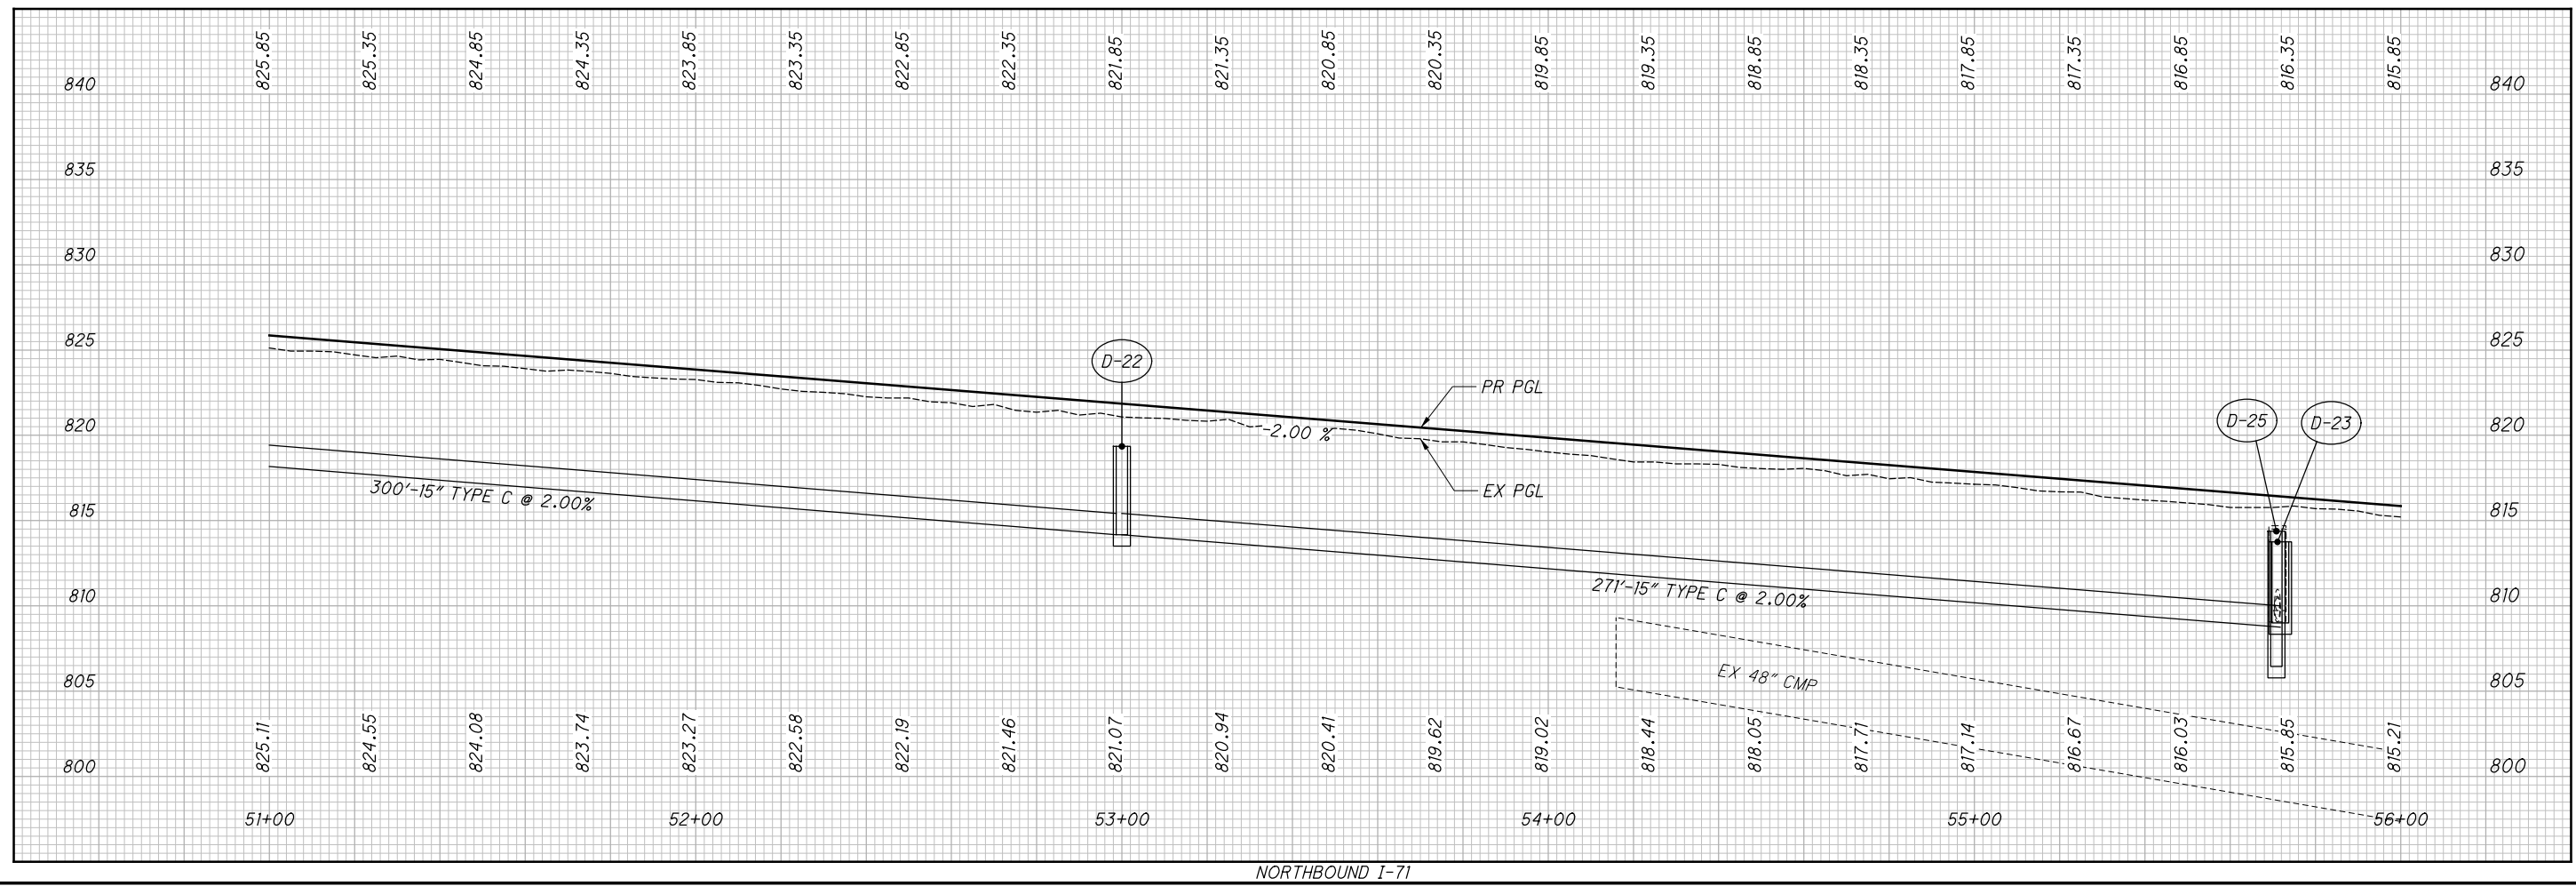 825.85 825.35 824.85 824.35 823.85 823.35 822.85 822.35 821.85 821.35 820.85 820.35 819.85 819.35 818.85 818.35 817.85 817.35 816.85 816.35 815.85
840 840
835 835
830 830
825 825
D-22
PR PGL
820 -2.00 % D-25 D-23 820
300'-15" TYPE C @ 2.00% EX PGL
815 815
271'-15" TYPE C @ 2.00%
810 810
EX 48" CMP
805 805
825.11 824.55 824.08 823.74 823.27 822.58 822.19 821.46 821.07 820.94 820.41 819.62 819.02 818.44 818.05 817.71 817.14 816.67 816.03 815.85 815.21
800 800
51+00 52+00 53+00 54+00 55+00 56+00
NORTHBOUND I-71